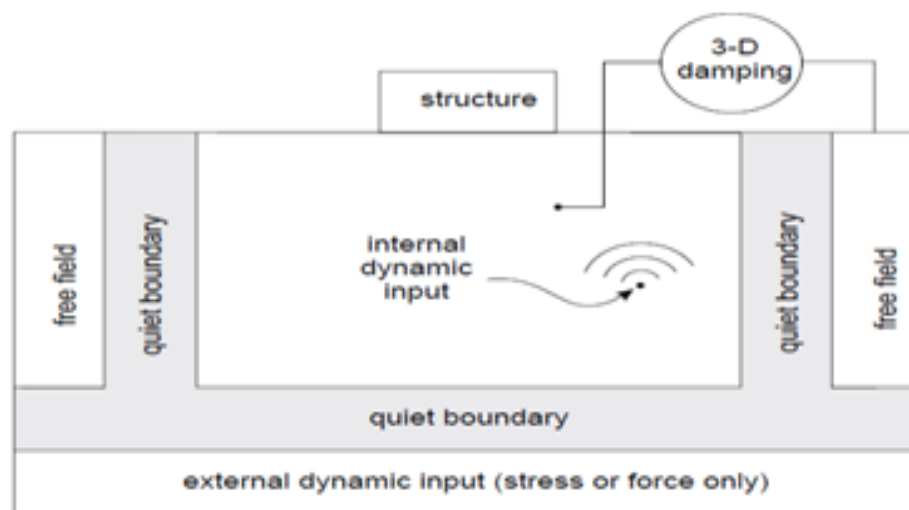 3-D
damping
structure
free field
quiet boundary
internal
dynamic
input
quiet boundary
free field
quiet boundary
external dynamic input (stress or force only)